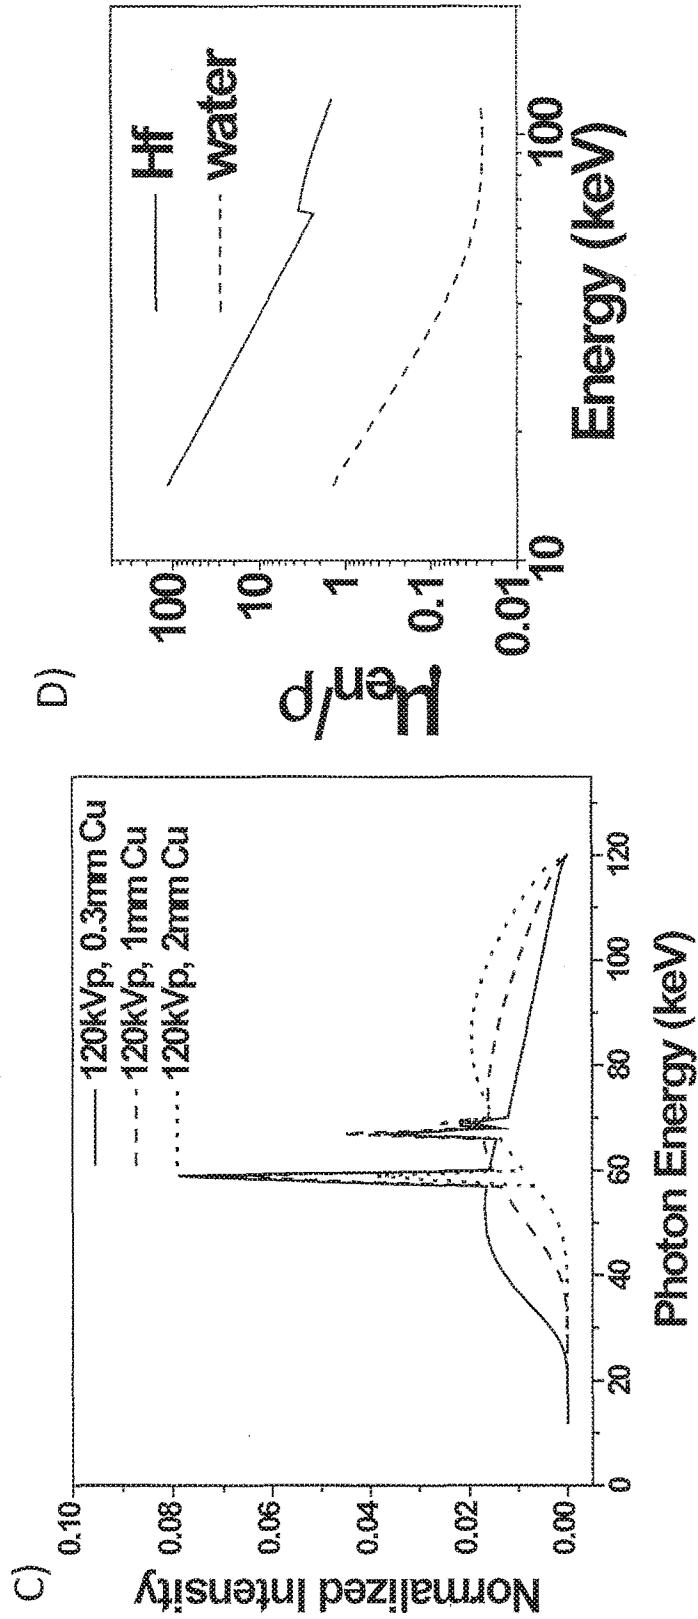 C)
Normalized Intensity
0.10
0.08
0.06
0.04
0.02
0.00
120kVp, 0.3mm Cu
120kVp, 1mm Cu
120kVp, 2mm Cu
0
20
40
60
80
100
120
Photon Energy (keV)
D)
μen/ρ
100
10
1
0.1
0.01
Hf
water
10
100
Energy (keV)